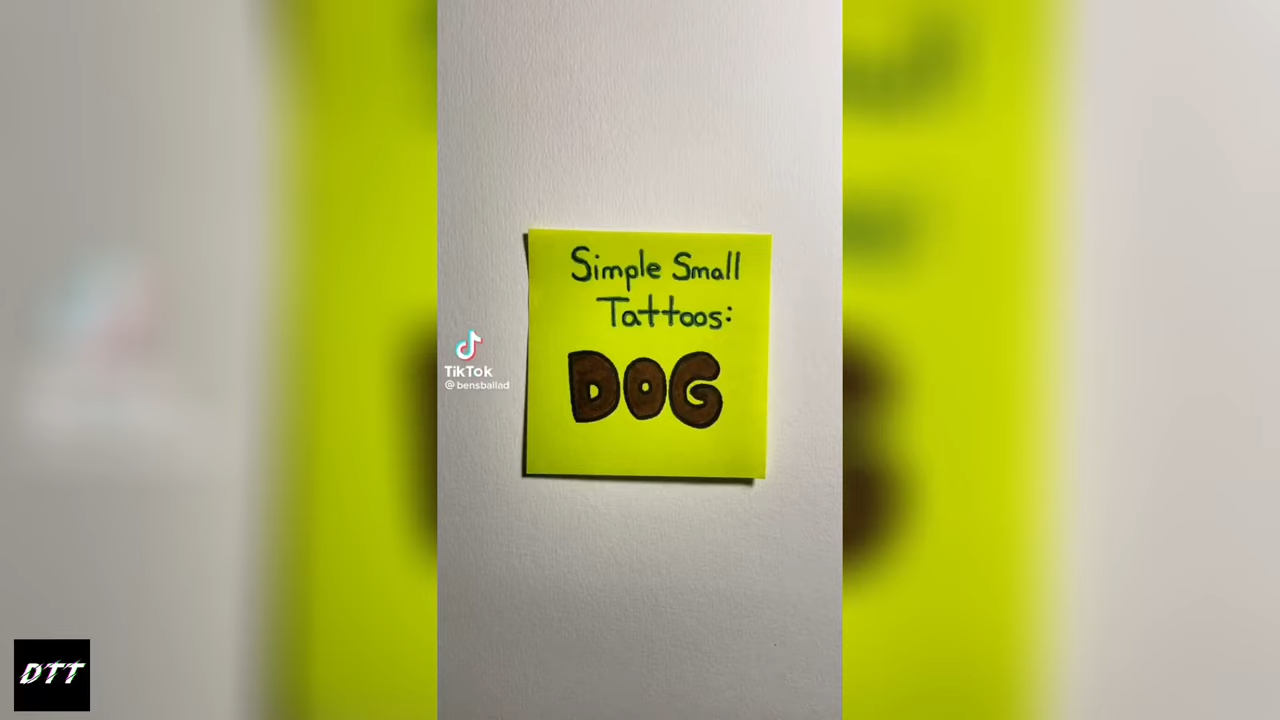 Simple Small
Tattoos:
DOG
TikTok
@bensballad
DTT